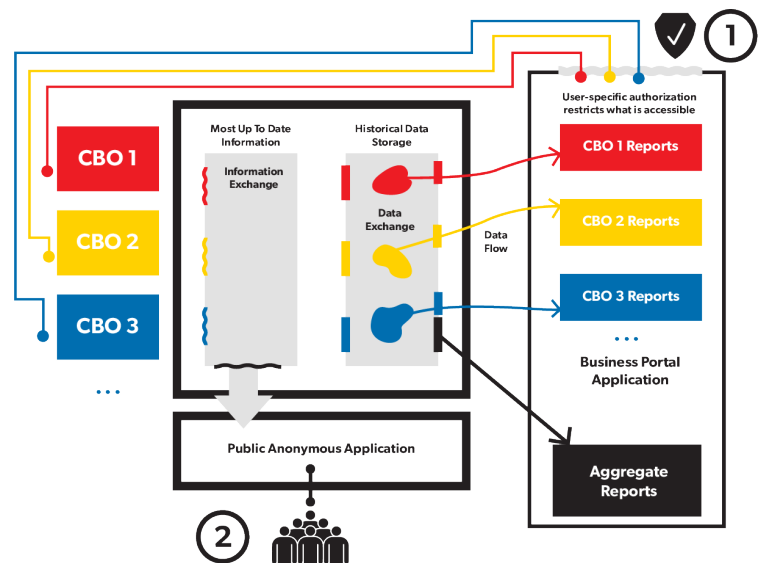 1
User-specific authorization
restricts what is accessible
Most Up To Date
Information
Historical Data
Storage
CBO 1
CBO 2
CBO 3
...
Information
Exchange
Data
Exchange
Data
Flow
CBO 1 Reports
CBO 2 Reports
CBO 3 Reports
...
Business Portal
Application
Public Anonymous Application
Aggregate
Reports
2